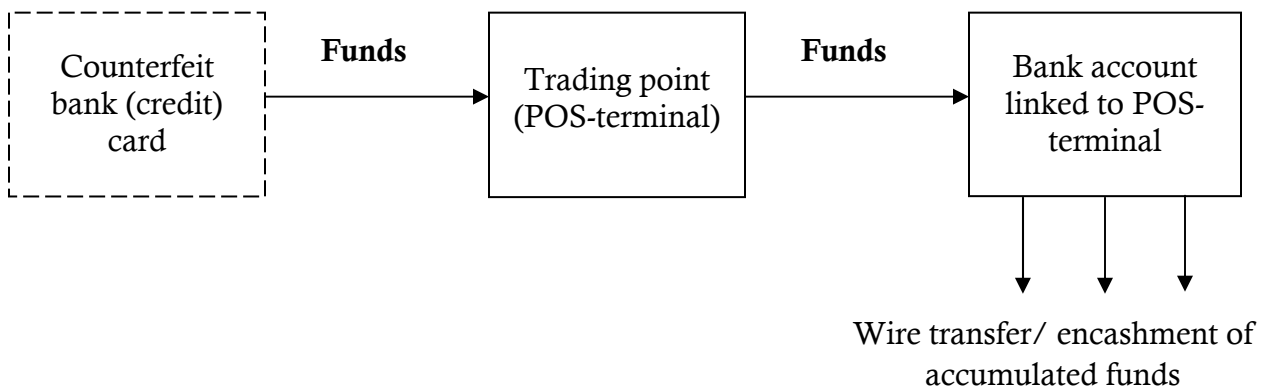 Counterfeit
bank (credit)
card
Funds
Trading point
(POS-terminal)
Funds
Bank account
linked to POS-
terminal
Wire transfer/ encashment of
accumulated funds